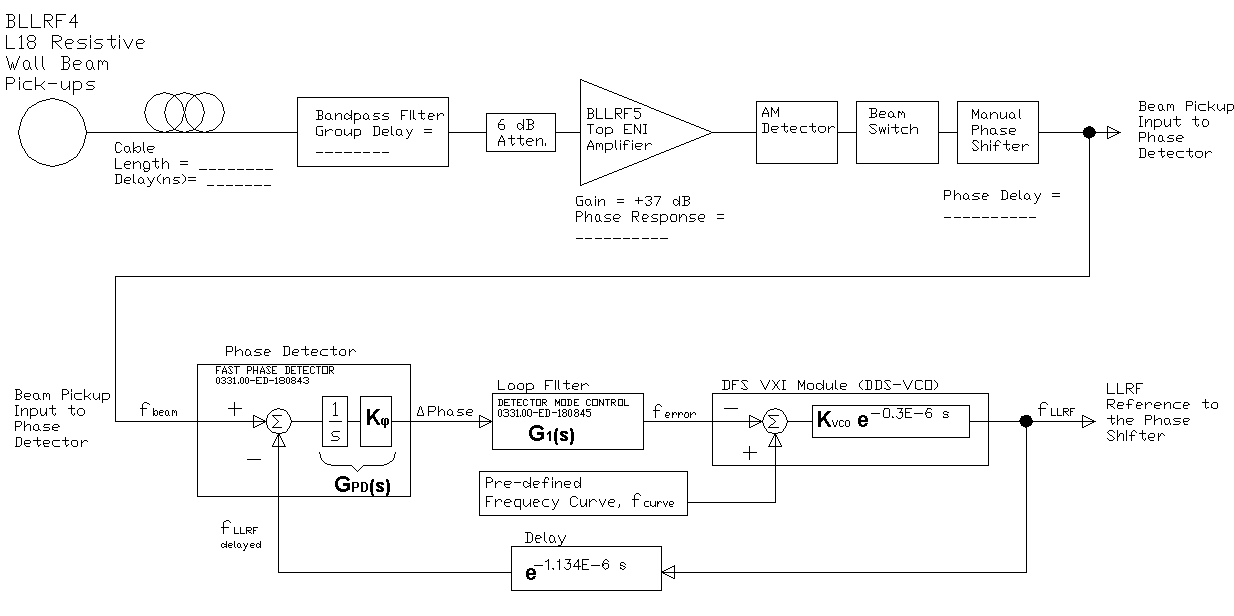 BLLRF4
L18 Resistive
Wall Beam
Pick-ups
Cable
Length = ________
Delay(ns)= _______
Bandpass Filter
Group Delay =
________
6 dB
Atten.
BLLRF5
Top ENI
Amplifier
Gain = +37 dB
Phase Response =
__________
AM
Detector
Beam
Switch
Manual
Phase
Shifter
Phase Delay =
__________
Beam Pickup
Input to
Phase
Detector
Beam Pickup
Input to
Phase
Detector
f beam
Phase Detector
FAST PHASE DETECTOR
0331.00-ED-180843
+
Σ
−
1
s
Kφ
GPD(s)
ΔPhase
Loop Filter
DETECTOR MODE CONTROL
0331.00-ED-180845
G1(s)
f error
DFS VXI Module (DDS-VCO)
−
Σ
+
KVCO e−0.3E−6 s
f LLRF
LLRF
Reference to
the Phase
Shifter
Pre-defined
Frequecy Curve, f curve
f LLRF
delayed
Delay
e−1.134E−6 s